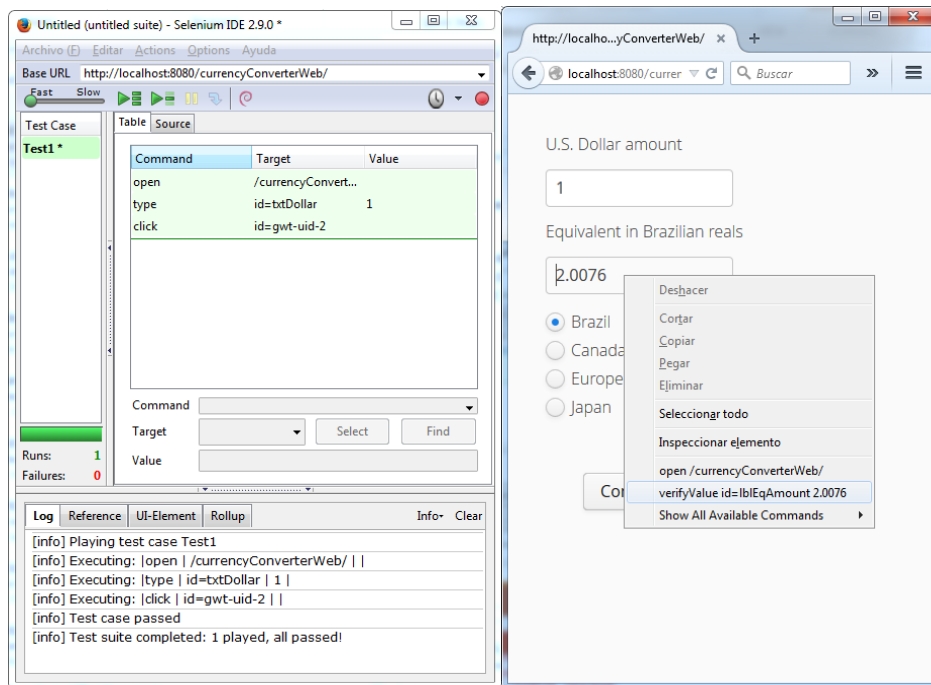 Untitled (untitled suite) - Selenium IDE 2.9.0 *
Archivo (F) Editar Actions Options Ayuda
Base URL http://localhost:8080/currencyConverterWeb/
Fast Slow
Test Case
Test1 *
Table Source
Command Target Value
open /currencyConvert...
type id=txtDollar 1
click id=gwt-uid-2
Command
Target Select Find
Value
Runs: 1
Failures: 0
Log Reference UI-Element Rollup Info- Clear
[info] Playing test case Test1
[info] Executing: |open | /currencyConverterWeb/ | |
[info] Executing: |type | id=txtDollar | 1 |
[info] Executing: |click | id=gwt-uid-2 | |
[info] Test case passed
[info] Test suite completed: 1 played, all passed!
http://localho...yConverterWeb/
localhost:8080/currer
Buscar
U.S. Dollar amount
1
Equivalent in Brazilian reals
2.0076
Brazil
Canada
Europe
Japan
Con
Deshacer
Cortar
Copiar
Pegar
Eliminar
Seleccionar todo
Inspeccionar elemento
open /currencyConverterWeb/
verifyValue id=lblEqAmount 2.0076
Show All Available Commands